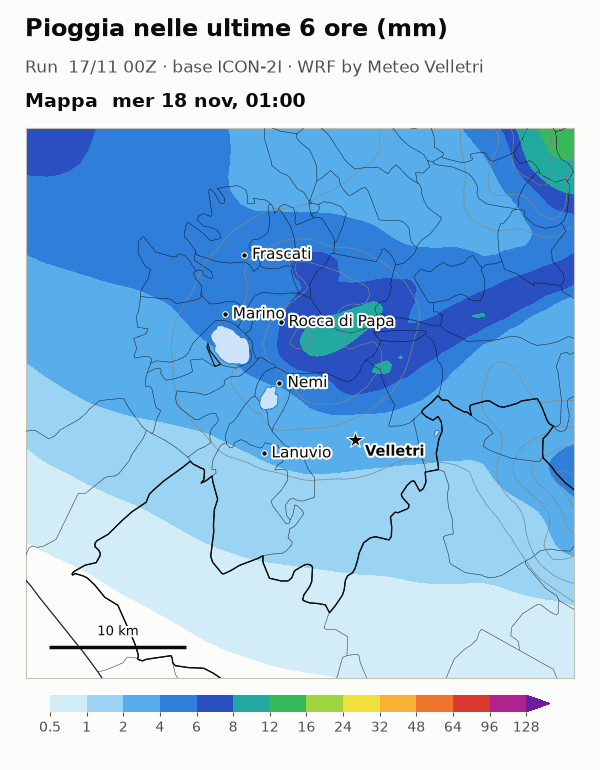 Pioggia nelle ultime 6 ore (mm)
Run  17/11 00Z · base ICON-2I · WRF by Meteo Velletri
Mappa  mer 18 nov, 01:00
Frascati
Marino
Rocca di Papa
Nemi
Velletri
Lanuvio
10 km
0.5 1 2 4 6 8 12 16 24 32 48 64 96 128